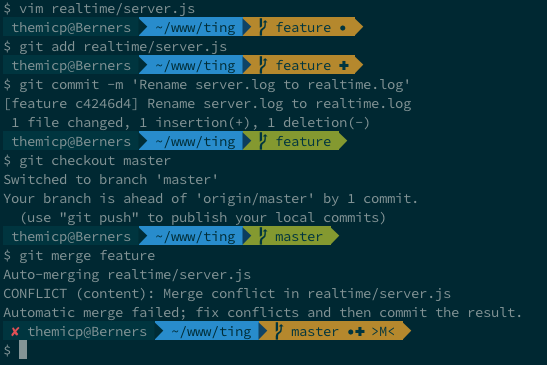 $ vim realtime/server.js
themicp@Berners ~/www/ting feature ●
$ git add realtime/server.js
themicp@Berners ~/www/ting feature ✚
$ git commit -m 'Rename server.log to realtime.log'
[feature c4246d4] Rename server.log to realtime.log
1 file changed, 1 insertion(+), 1 deletion(-)
themicp@Berners ~/www/ting feature
$ git checkout master
Switched to branch 'master'
Your branch is ahead of 'origin/master' by 1 commit.
(use "git push" to publish your local commits)
themicp@Berners ~/www/ting master
$ git merge feature
Auto-merging realtime/server.js
CONFLICT (content): Merge conflict in realtime/server.js
Automatic merge failed; fix conflicts and then commit the result.
✘ themicp@Berners ~/www/ting master ●✚ >M<
$